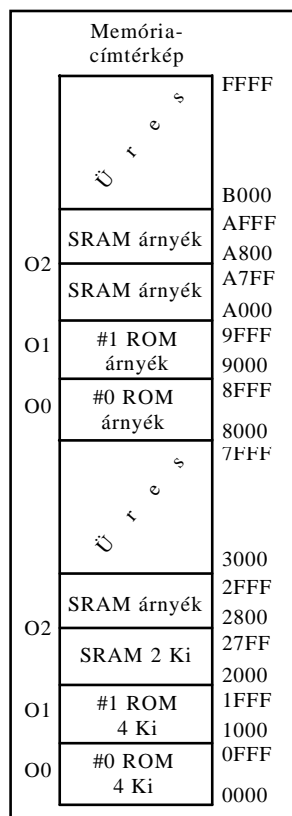 Memória-
címtérkép
FFFF
Üres
B000
AFFF
SRAM árnyék
A800
O2
A7FF
SRAM árnyék
A000
9FFF
O1
#1 ROM
árnyék
9000
8FFF
O0
#0 ROM
árnyék
8000
7FFF
Üres
3000
2FFF
SRAM árnyék
2800
O2
27FF
SRAM 2 Ki
2000
1FFF
O1
#1 ROM
4 Ki
1000
0FFF
O0
#0 ROM
4 Ki
0000